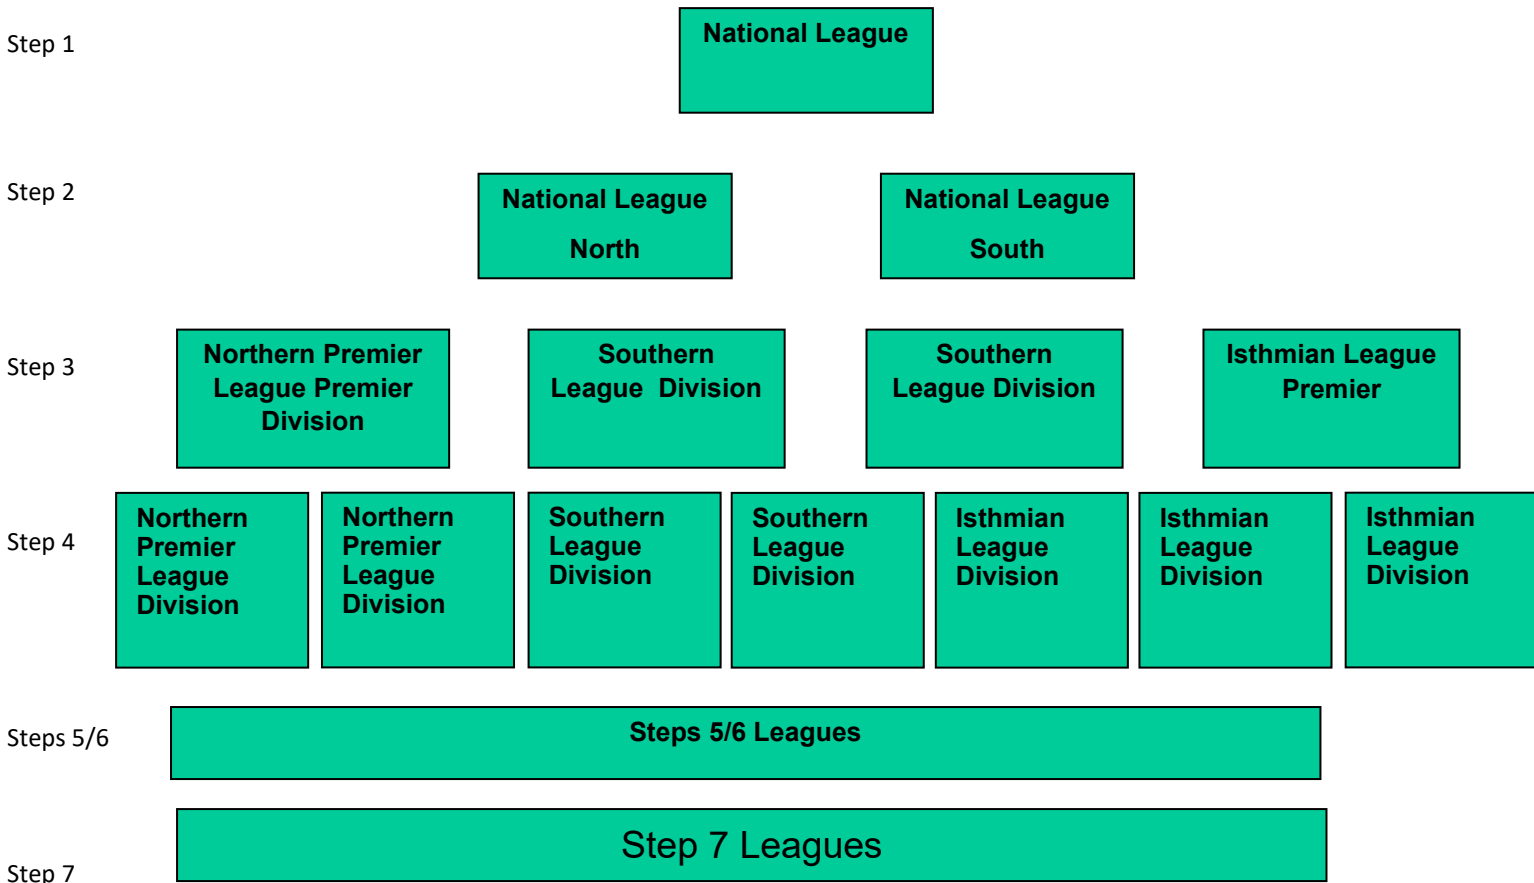 Step 1
National League
Step 2
National League
North
National League
South
Step 3
Northern Premier
League Premier
Division
Southern
League Division
Southern
League Division
Isthmian League
Premier
Step 4
Northern
Premier
League
Division
Northern
Premier
League
Division
Southern
League
Division
Southern
League
Division
Isthmian
League
Division
Isthmian
League
Division
Isthmian
League
Division
Steps 5/6
Steps 5/6 Leagues
Step 7 Leagues
Step 7